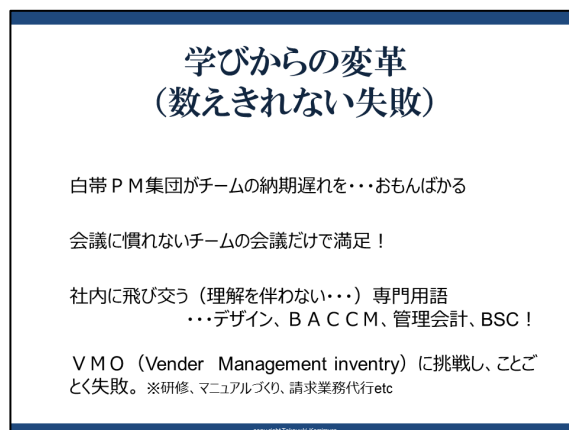 学びからの変革
（数えきれない失敗）
白帯ＰＭ集団がチームの納期遅れを・・・おもんばかる
会議に慣れないチームの会議だけで満足！
社内に飛び交う（理解を伴わない・・・）専門用語
・・・デザイン、ＢＡＣＣＭ、管理会計、BSC！
ＶＭＯ（Vender Management inventry）に挑戦し、ことご
とく失敗。※研修、マニュアルづくり、請求業務代行etc